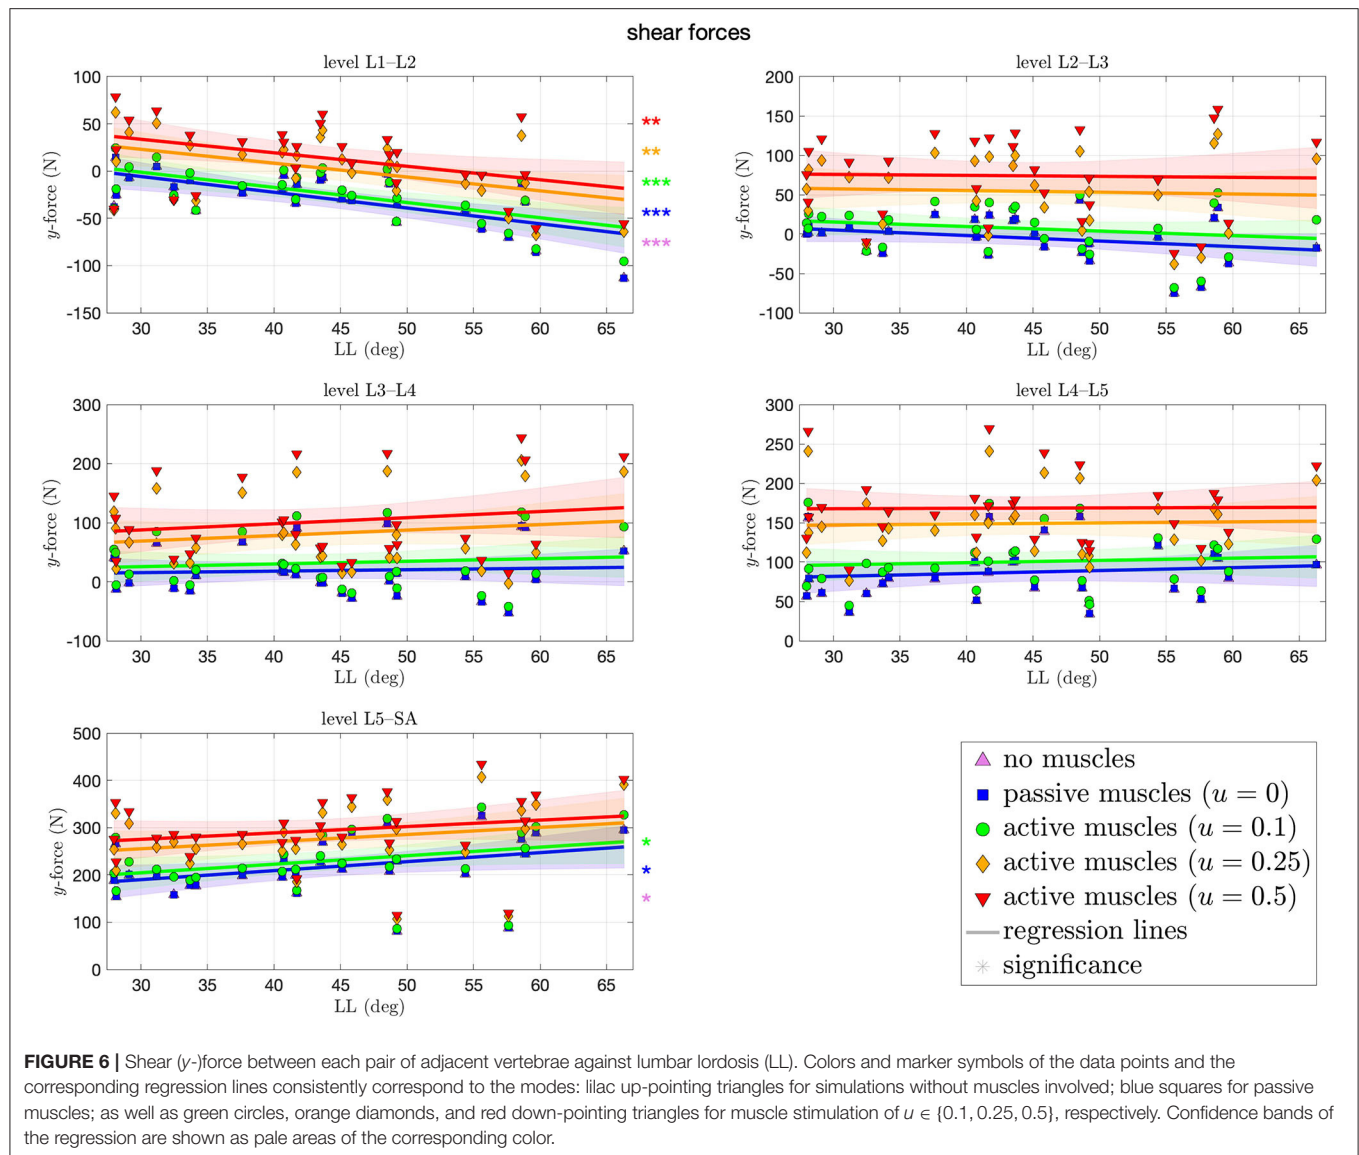 shear forces
level L1–L2
100
50
0
-50
-100
-150
y-force (N)
30 35 40 45 50 55 60 65
LL (deg)
**
**
***
***
***
level L2–L3
200
150
100
50
0
-50
-100
y-force (N)
30 35 40 45 50 55 60 65
LL (deg)
level L3–L4
300
200
100
0
-100
y-force (N)
30 35 40 45 50 55 60 65
LL (deg)
level L4–L5
300
250
200
150
100
50
0
y-force (N)
30 35 40 45 50 55 60 65
LL (deg)
level L5–SA
500
400
300
200
100
0
y-force (N)
30 35 40 45 50 55 60 65
LL (deg)
*
*
*
no muscles
passive muscles (u = 0)
active muscles (u = 0.1)
active muscles (u = 0.25)
active muscles (u = 0.5)
regression lines
significance
FIGURE 6 | Shear (y-)force between each pair of adjacent vertebrae against lumbar lordosis (LL). Colors and marker symbols of the data points and the
corresponding regression lines consistently correspond to the modes: lilac up-pointing triangles for simulations without muscles involved; blue squares for passive
muscles; as well as green circles, orange diamonds, and red down-pointing triangles for muscle stimulation of u ∈ {0.1, 0.25, 0.5}, respectively. Confidence bands of
the regression are shown as pale areas of the corresponding color.